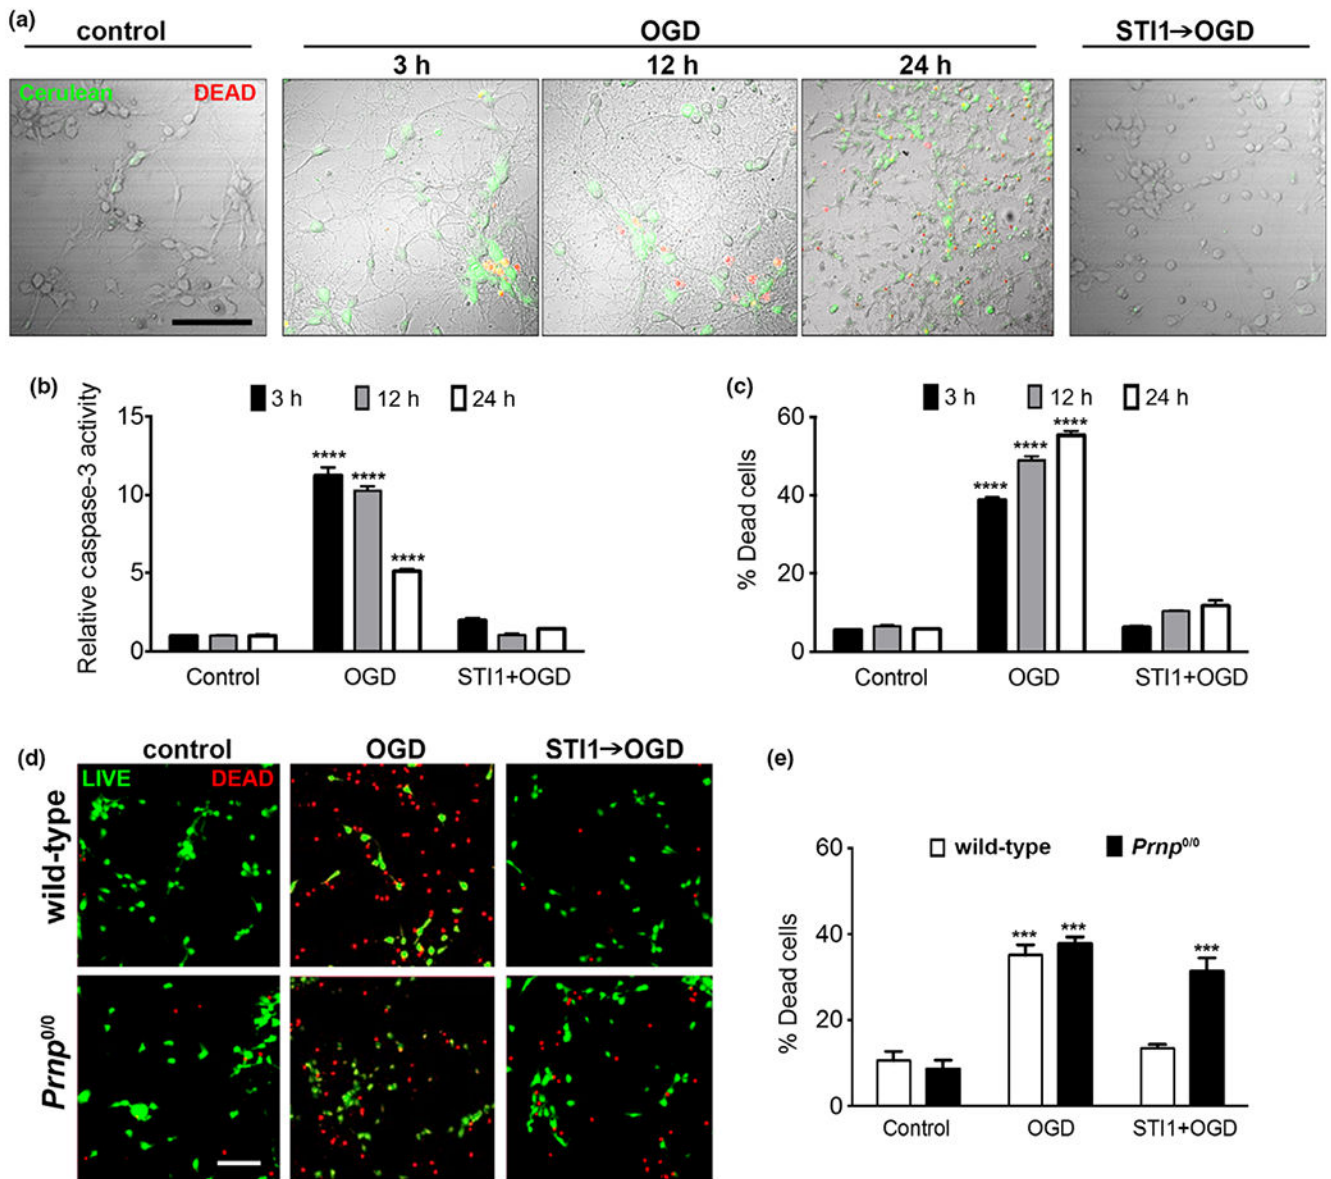 (a)
control
OGD
STI1→OGD
3 h
12 h
24 h
Cerulean
DEAD
(b)
3 h
12 h
24 h
Relative caspase-3 activity
15
10
5
0
****
****
****
Control
OGD
STI1+OGD
(c)
3 h
12 h
24 h
% Dead cells
60
40
20
0
****
****
****
Control
OGD
STI1+OGD
(d)
control
OGD
STI1→OGD
LIVE
DEAD
wild-type
Prnp⁰/⁰
(e)
wild-type
Prnp⁰/⁰
% Dead cells
60
40
20
0
***
***
***
Control
OGD
STI1+OGD